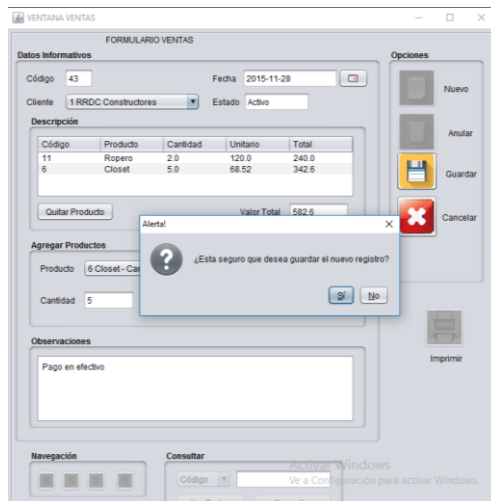 VENTANA VENTAS
FORMULARIO VENTAS
Datos Informativos
Opciones
Código 43 Fecha 2015-11-28
Nuevo
Cliente 1 RRDC Constructores Estado Activo
Descripción
Anular
Código Producto Cantidad Unitario Total
11 Ropero 2.0 120.0 240.0
6 Closet 5.0 68.52 342.6
Guardar
Quitar Producto Valor Total 582.6
Cancelar
Alerta!
Agregar Productos
¿Esta seguro que desea guardar el nuevo registro?
Producto 6 Closet - Car
Cantidad 5
Sí No
Observaciones
Imprimir
Pago en efectivo
Navegación Consultar
Activar Windows
Código
Ve a Configuración para activar Windows.